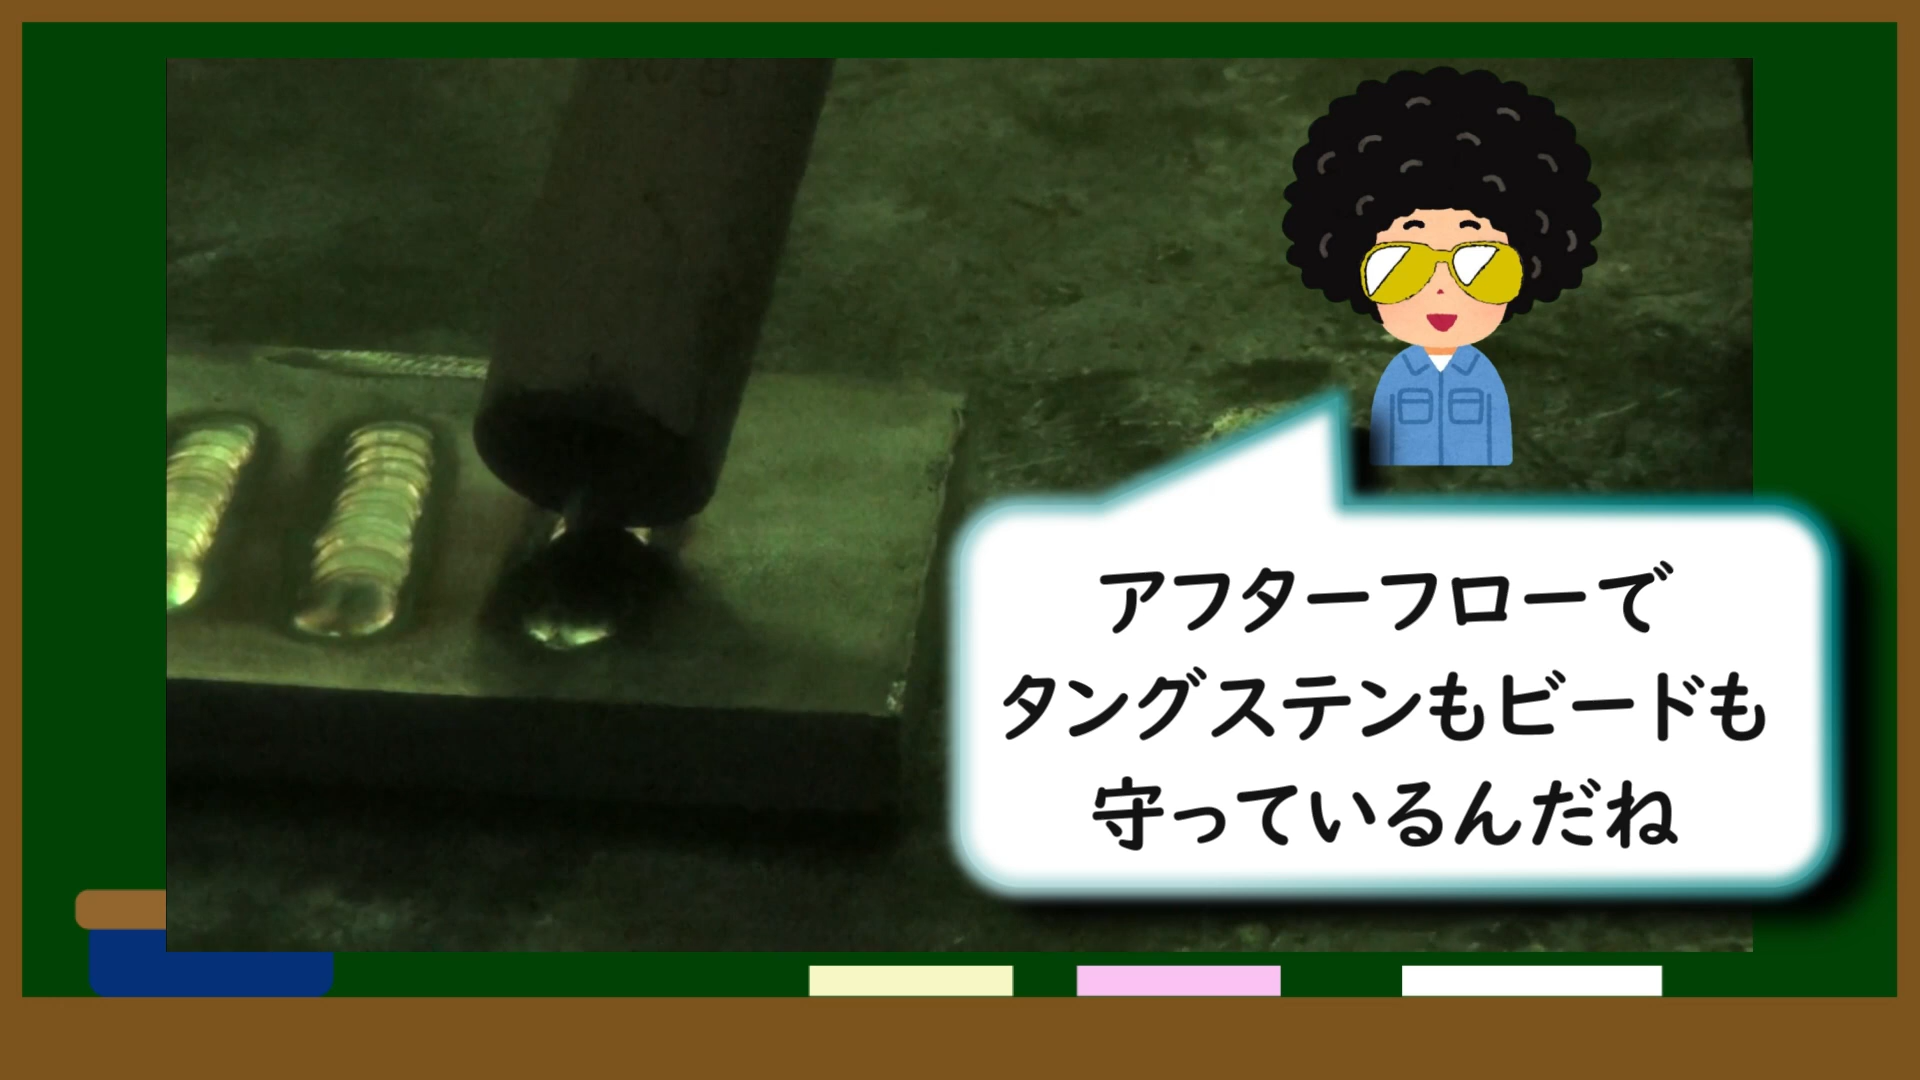 アフターフローで
タングステンもビードも
守っているんだね